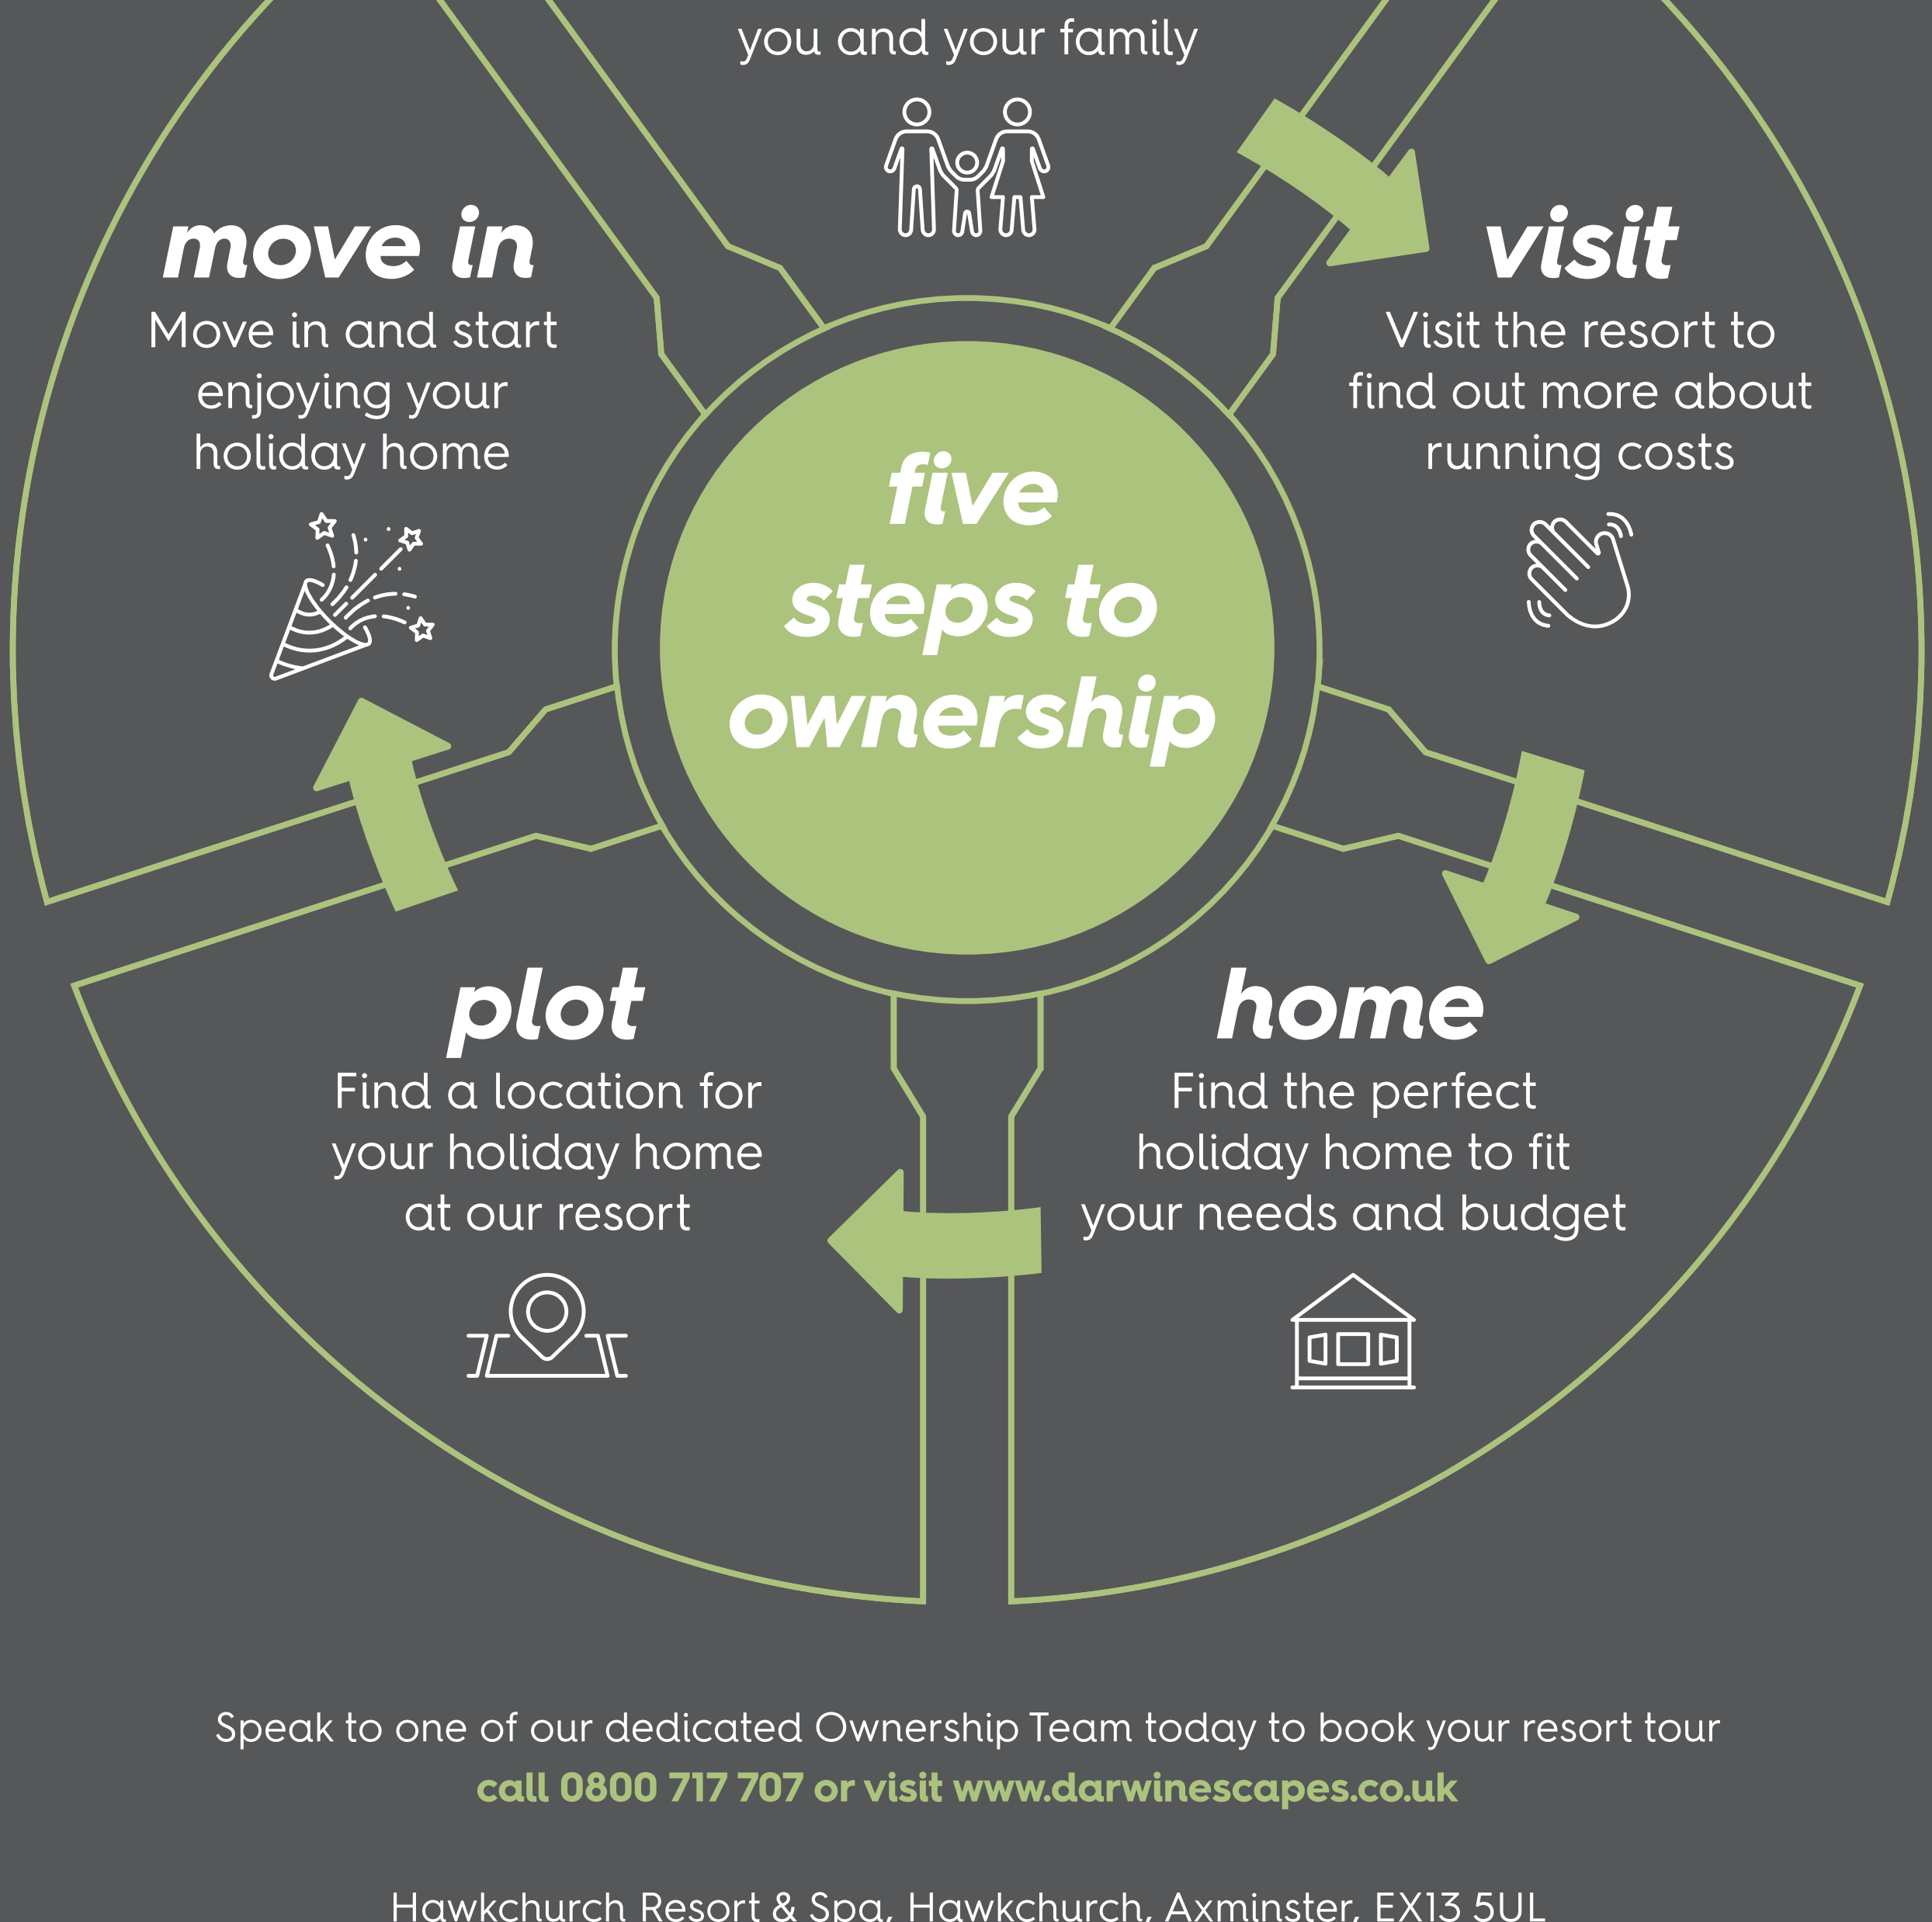 you and your family
visit
Visit the resort to
find out more about
running costs
home
Find the perfect
holiday home to fit
your needs and budget
plot
Find a location for
your holiday home
at our resort
move in
Move in and start
enjoying your
holiday home
five
steps to
ownership
Speak to one of our dedicated Ownership Team today to book your resort tour
call 0800 717 707 or visit www.darwinescapes.co.uk
Hawkchurch Resort & Spa, Hawkchurch, Axminster, EX13 5UL